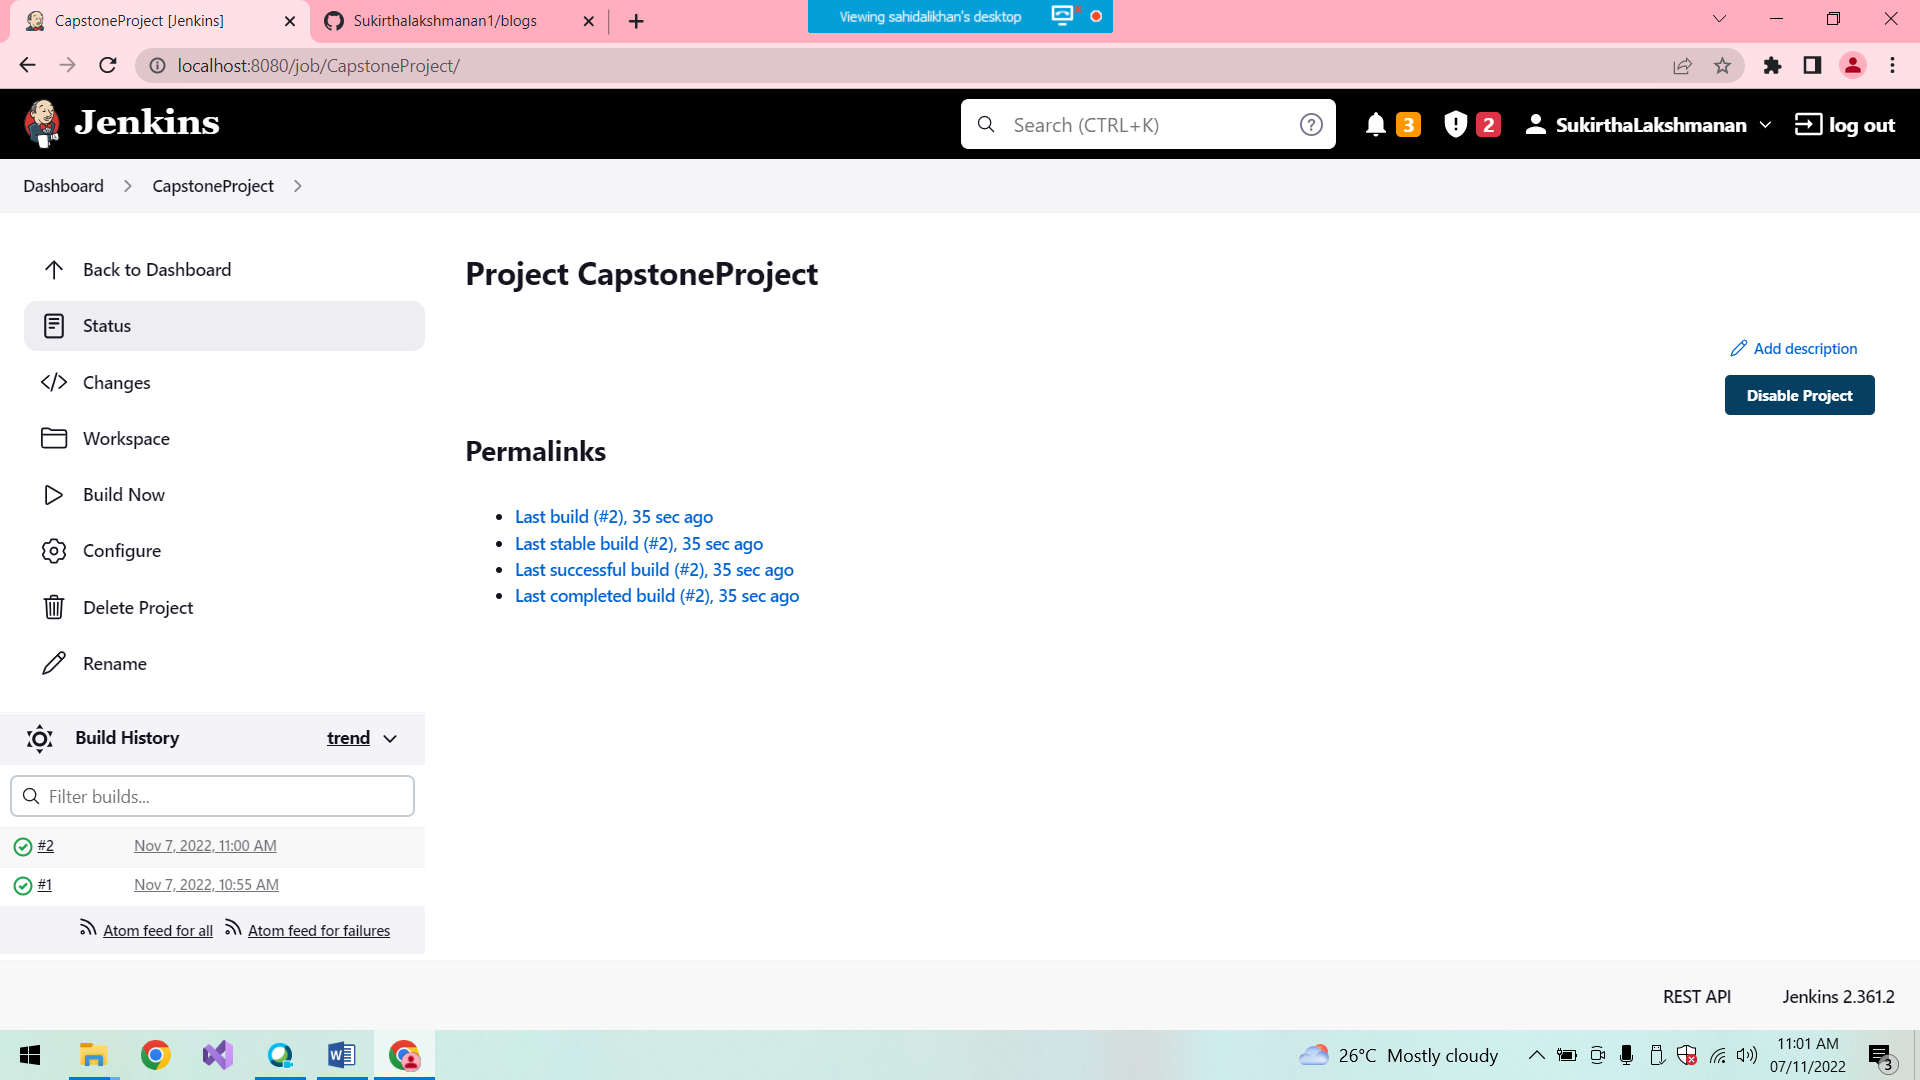 CapstoneProject [Jenkins]
Sukirthalakshmanan1/blogs
Viewing sahidalikhan's desktop
localhost:8080/job/CapstoneProject/
Jenkins
Search (CTRL+K)
3
2
SukirthaLakshmanan
log out
Dashboard
CapstoneProject
Back to Dashboard
Status
Changes
Workspace
Build Now
Configure
Delete Project
Rename
Project CapstoneProject
Add description
Disable Project
Permalinks
Last build (#2), 35 sec ago
Last stable build (#2), 35 sec ago
Last successful build (#2), 35 sec ago
Last completed build (#2), 35 sec ago
Build History
trend
Filter builds...
#2 Nov 7, 2022, 11:00 AM
#1 Nov 7, 2022, 10:55 AM
Atom feed for all
Atom feed for failures
REST API
Jenkins 2.361.2
26°C Mostly cloudy
11:01 AM
07/11/2022
3